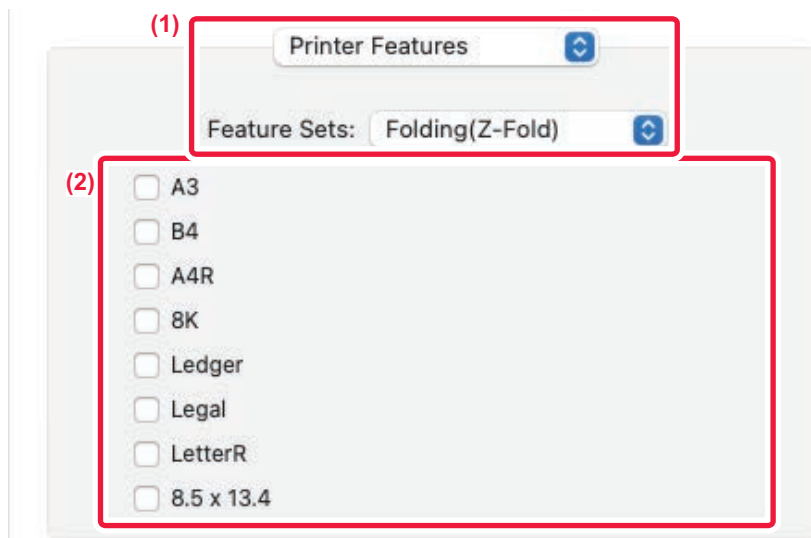 (1)
Printer Features
Feature Sets: Folding(Z-Fold)
(2)
A3
B4
A4R
8K
Ledger
Legal
LetterR
8.5 x 13.4